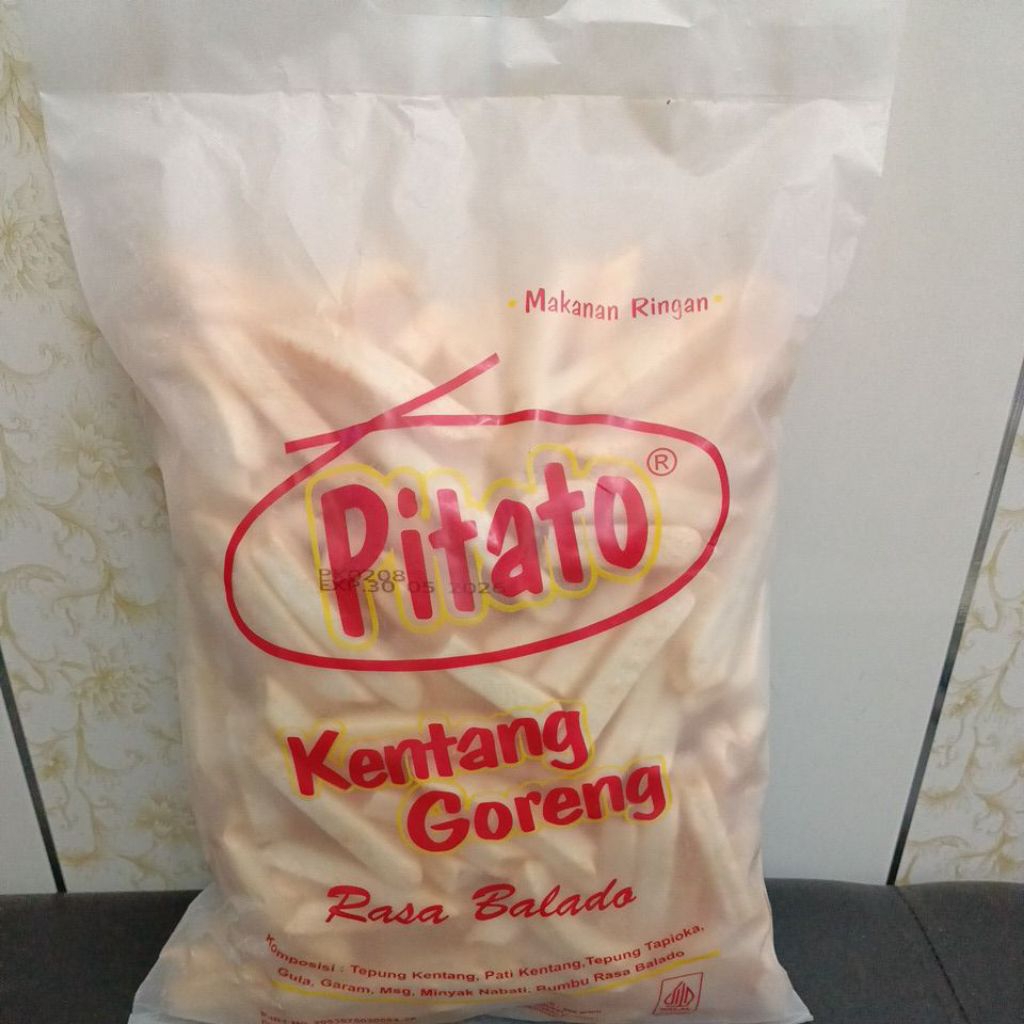 Makanan Ringan
Pitato ®
EXP.30 05 2026
Kentang
Goreng
Rasa Balado
Komposisi : Tepung Kentang, Pati Kentang,Tepung Tapioka,
Gula, Garam, Msg, Minyak Nabati, Bumbu Rasa Balado